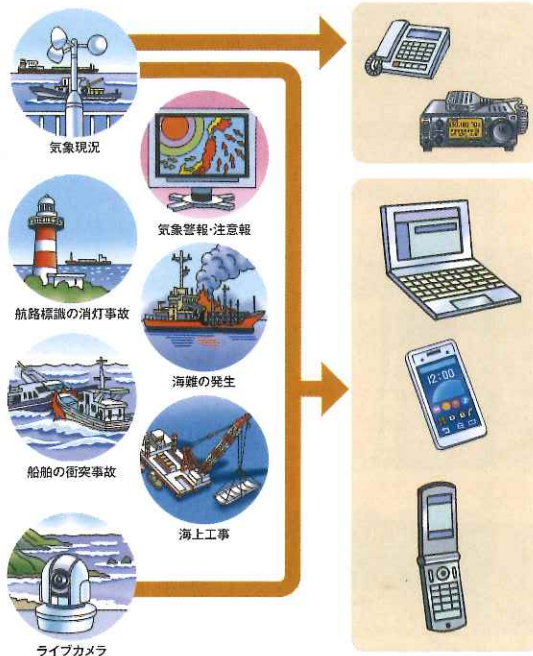 気象現況
気象警報・注意報
航路標識の消灯事故
海難の発生
船舶の衝突事故
海上工事
ライブカメラ
12:00